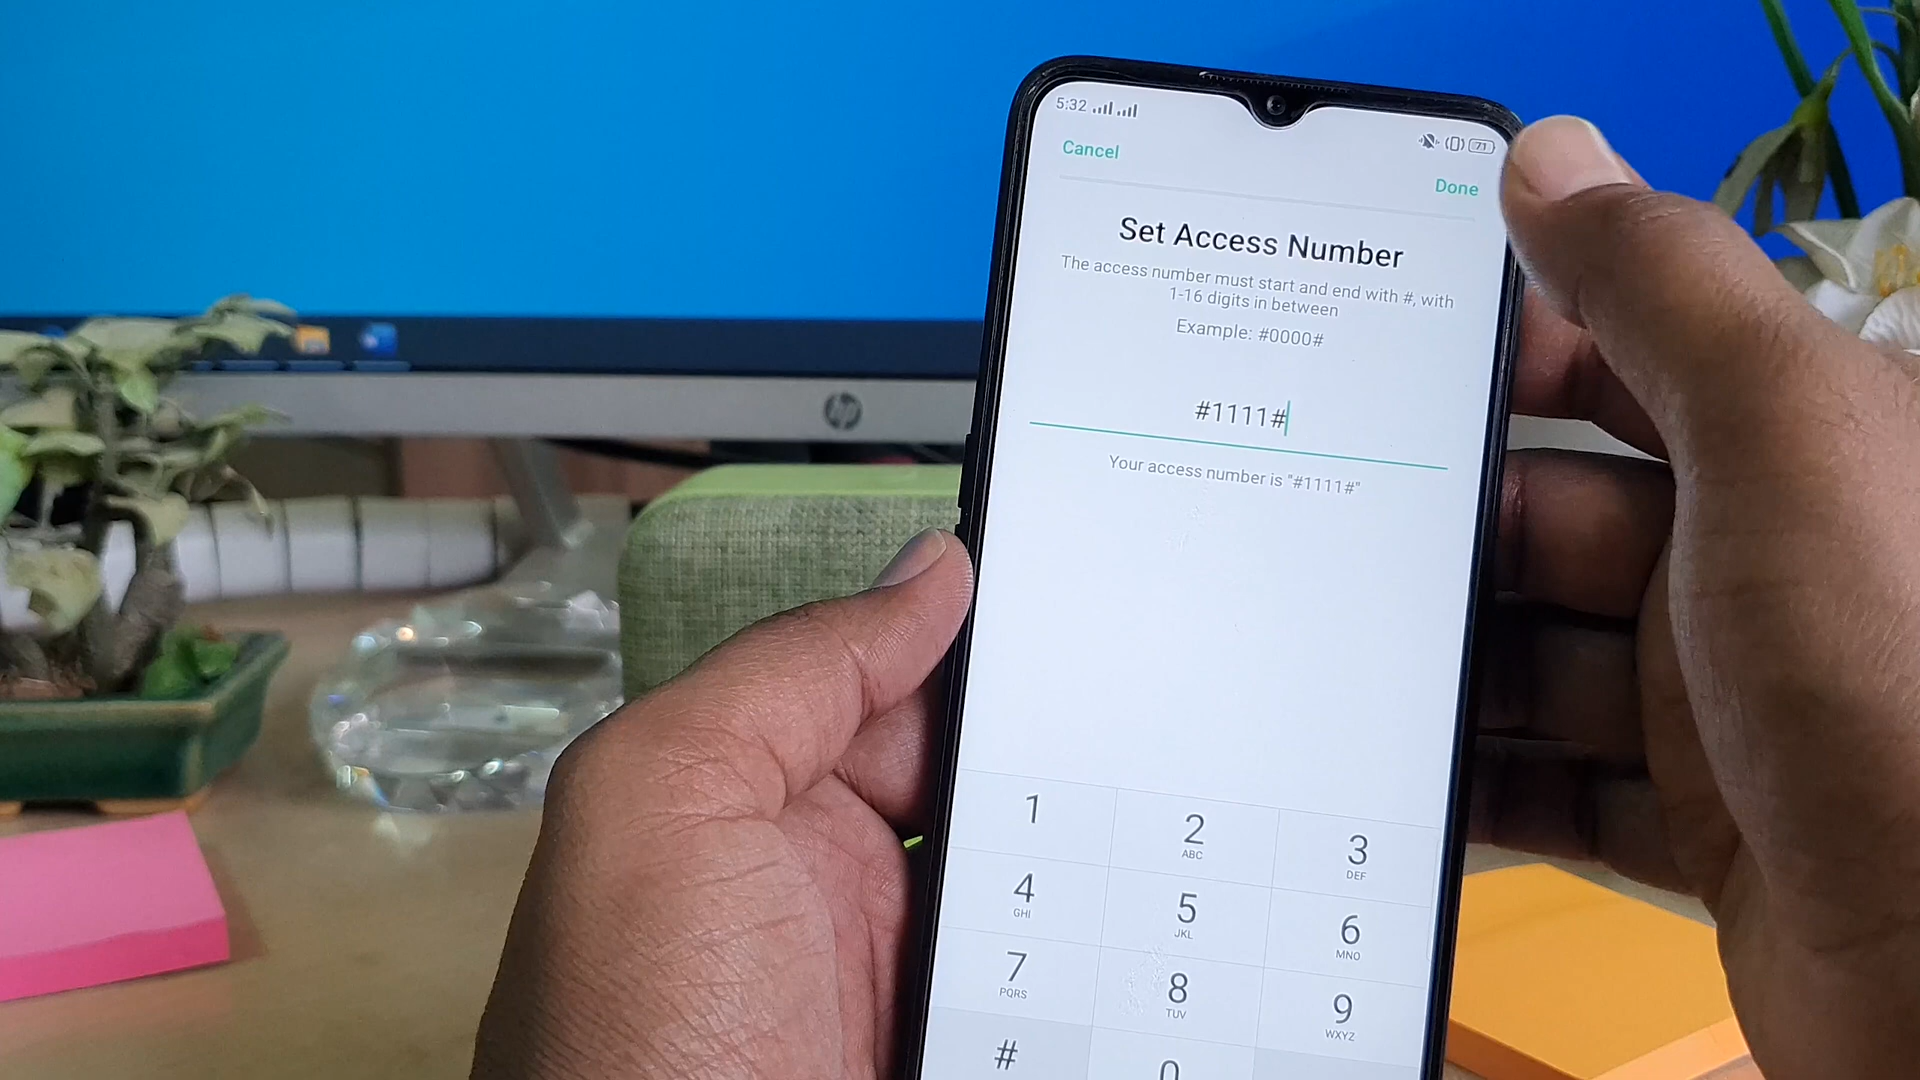 5:32
71
Cancel
Done
Set Access Number
The access number must start and end with #, with
1-16 digits in between
Example: #0000#
#1111#
Your access number is "#1111#"
1
2
ABC
3
DEF
4
GHI
5
JKL
6
MNO
7
PQRS
8
TUV
9
WXYZ
#
0
hp